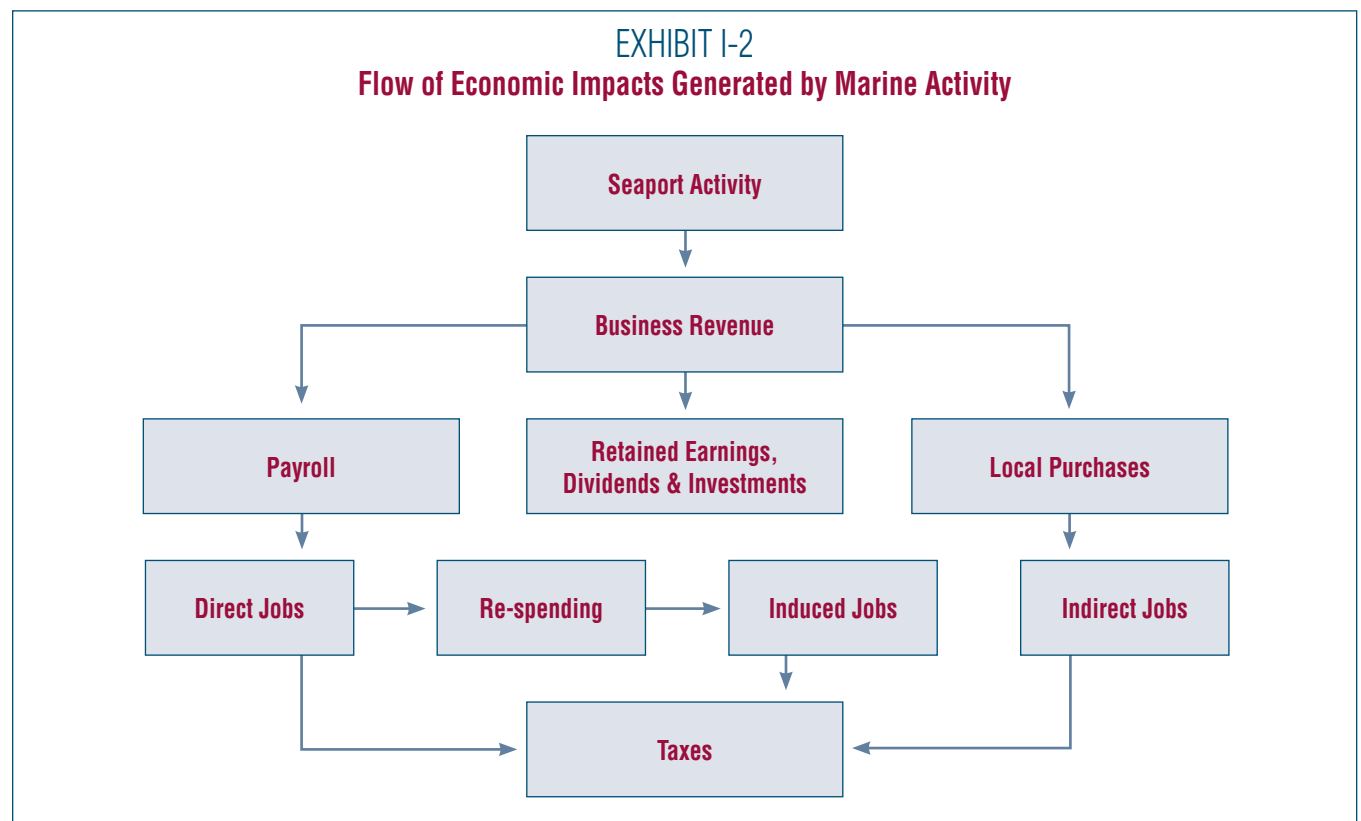 EXHIBIT I-2
Flow of Economic Impacts Generated by Marine Activity
Seaport Activity
Business Revenue
Payroll
Retained Earnings,
Dividends & Investments
Local Purchases
Direct Jobs
Re-spending
Induced Jobs
Indirect Jobs
Taxes